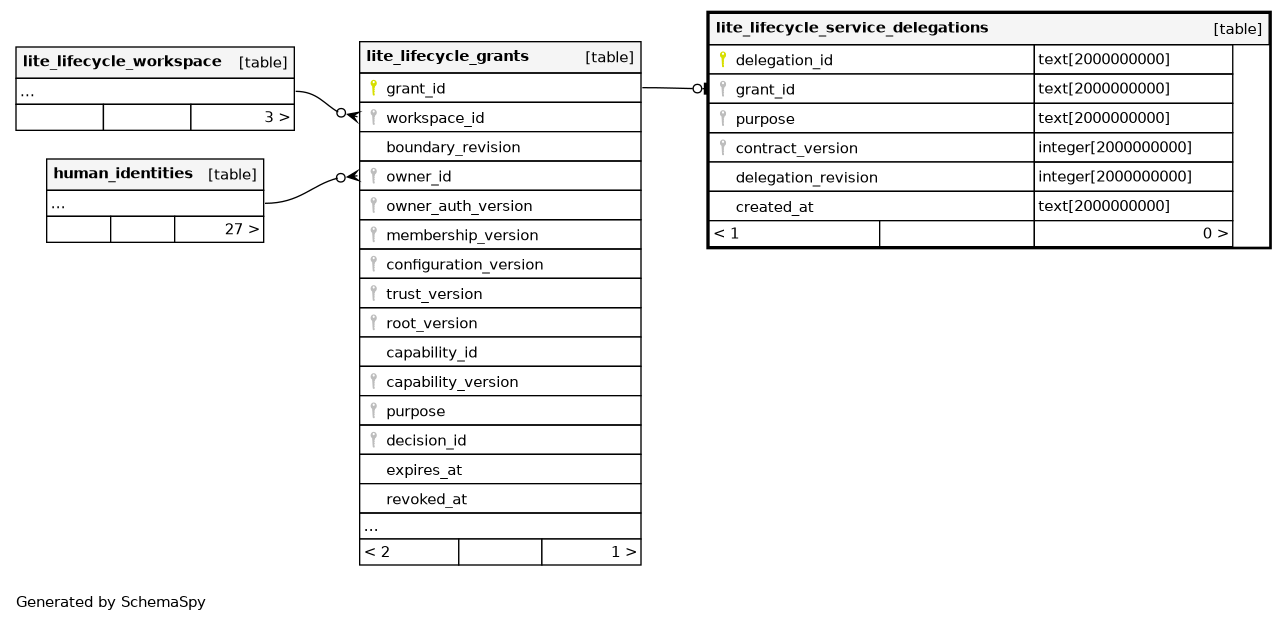 lite_lifecycle_workspace [table]
...
3 >
human_identities [table]
...
27 >
lite_lifecycle_grants [table]
grant_id
workspace_id
boundary_revision
owner_id
owner_auth_version
membership_version
configuration_version
trust_version
root_version
capability_id
capability_version
purpose
decision_id
expires_at
revoked_at
...
< 2 1 >
lite_lifecycle_service_delegations [table]
delegation_id text[2000000000]
grant_id text[2000000000]
purpose text[2000000000]
contract_version integer[2000000000]
delegation_revision integer[2000000000]
created_at text[2000000000]
< 1 0 >
Generated by SchemaSpy